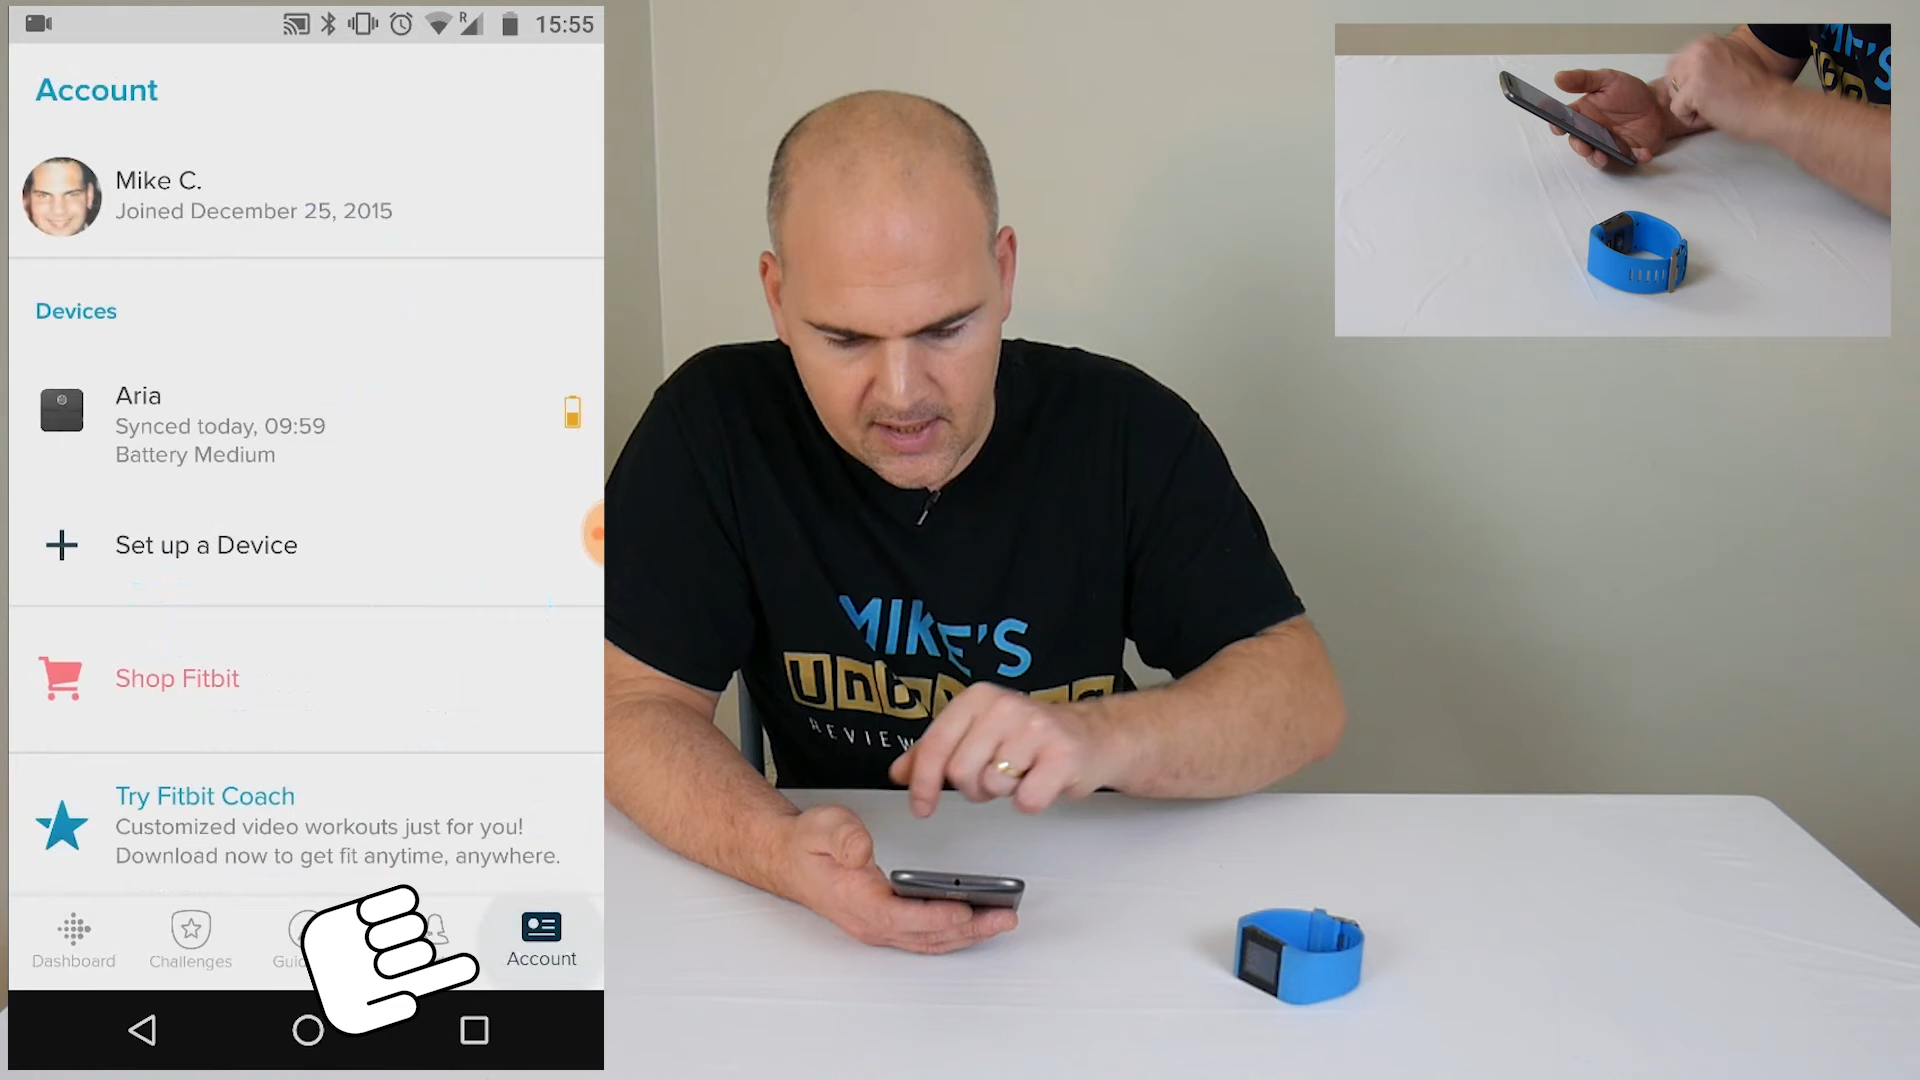 15:55
Account
Mike C.
Joined December 25, 2015
Devices
Aria
Synced today, 09:59
Battery Medium
Set up a Device
Shop Fitbit
Try Fitbit Coach
Customized video workouts just for you!
Download now to get fit anytime, anywhere.
Dashboard
Challenges
Account
MIKE'S